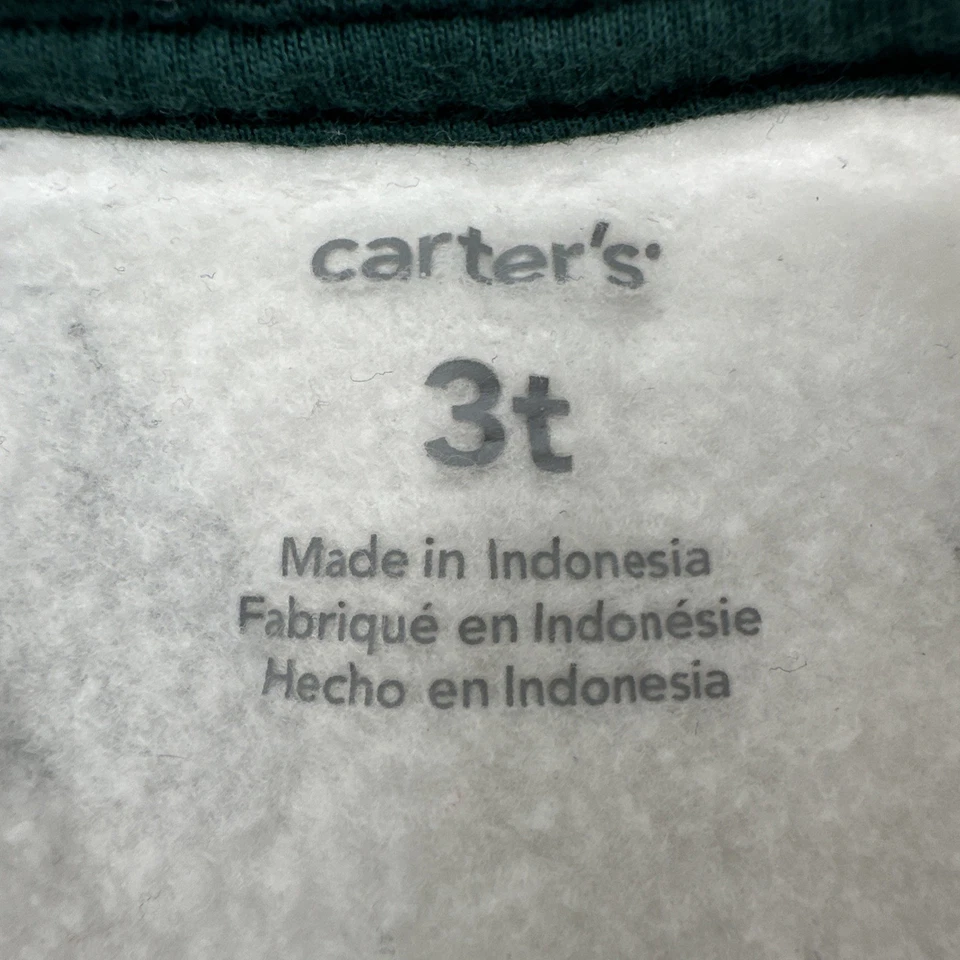 carter's
3t
Made in Indonesia
Fabriqué en Indonésie
Hecho en Indonesia